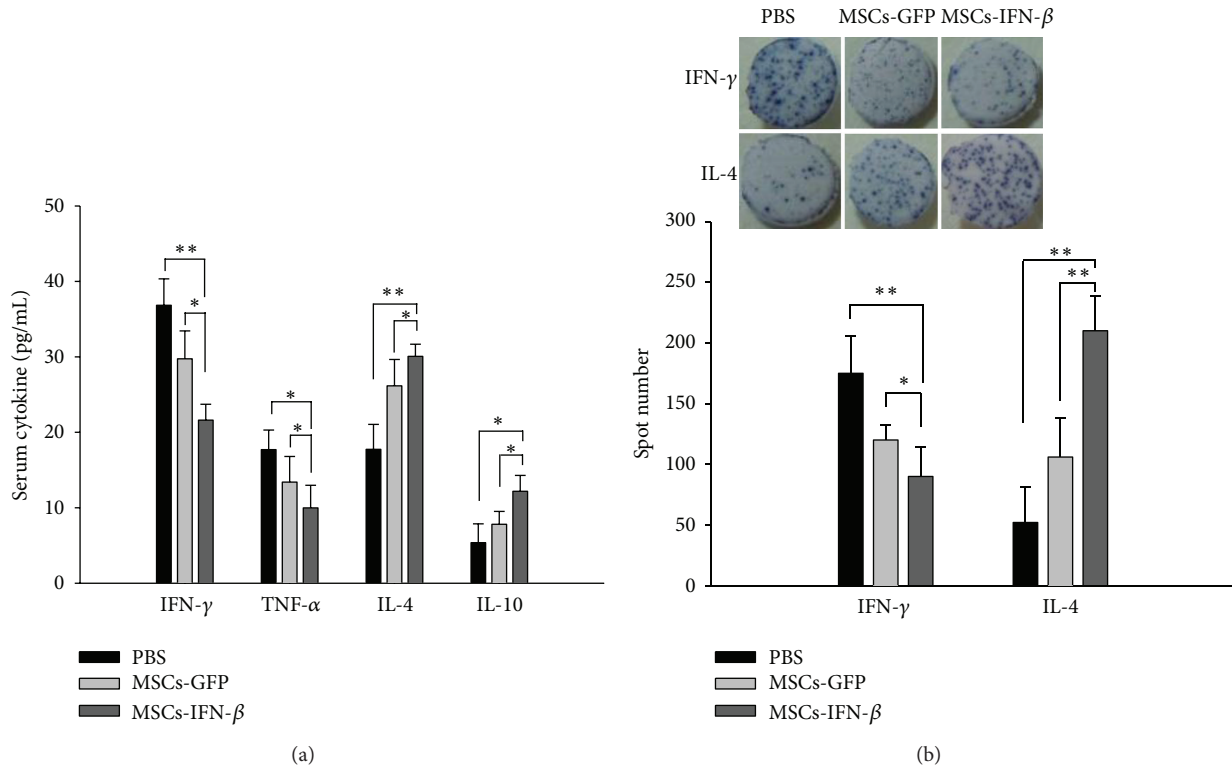 50
40
30
20
10
0
Serum cytokine (pg/mL)
**
*
*
*
**
*
*
*
IFN-γ
TNF-α
IL-4
IL-10
PBS
MSCs-GFP
MSCs-IFN-β
(a)
PBS MSCs-GFP MSCs-IFN-β
IFN-γ
IL-4
300
250
200
150
100
50
0
Spot number
**
*
**
**
IFN-γ
IL-4
PBS
MSCs-GFP
MSCs-IFN-β
(b)